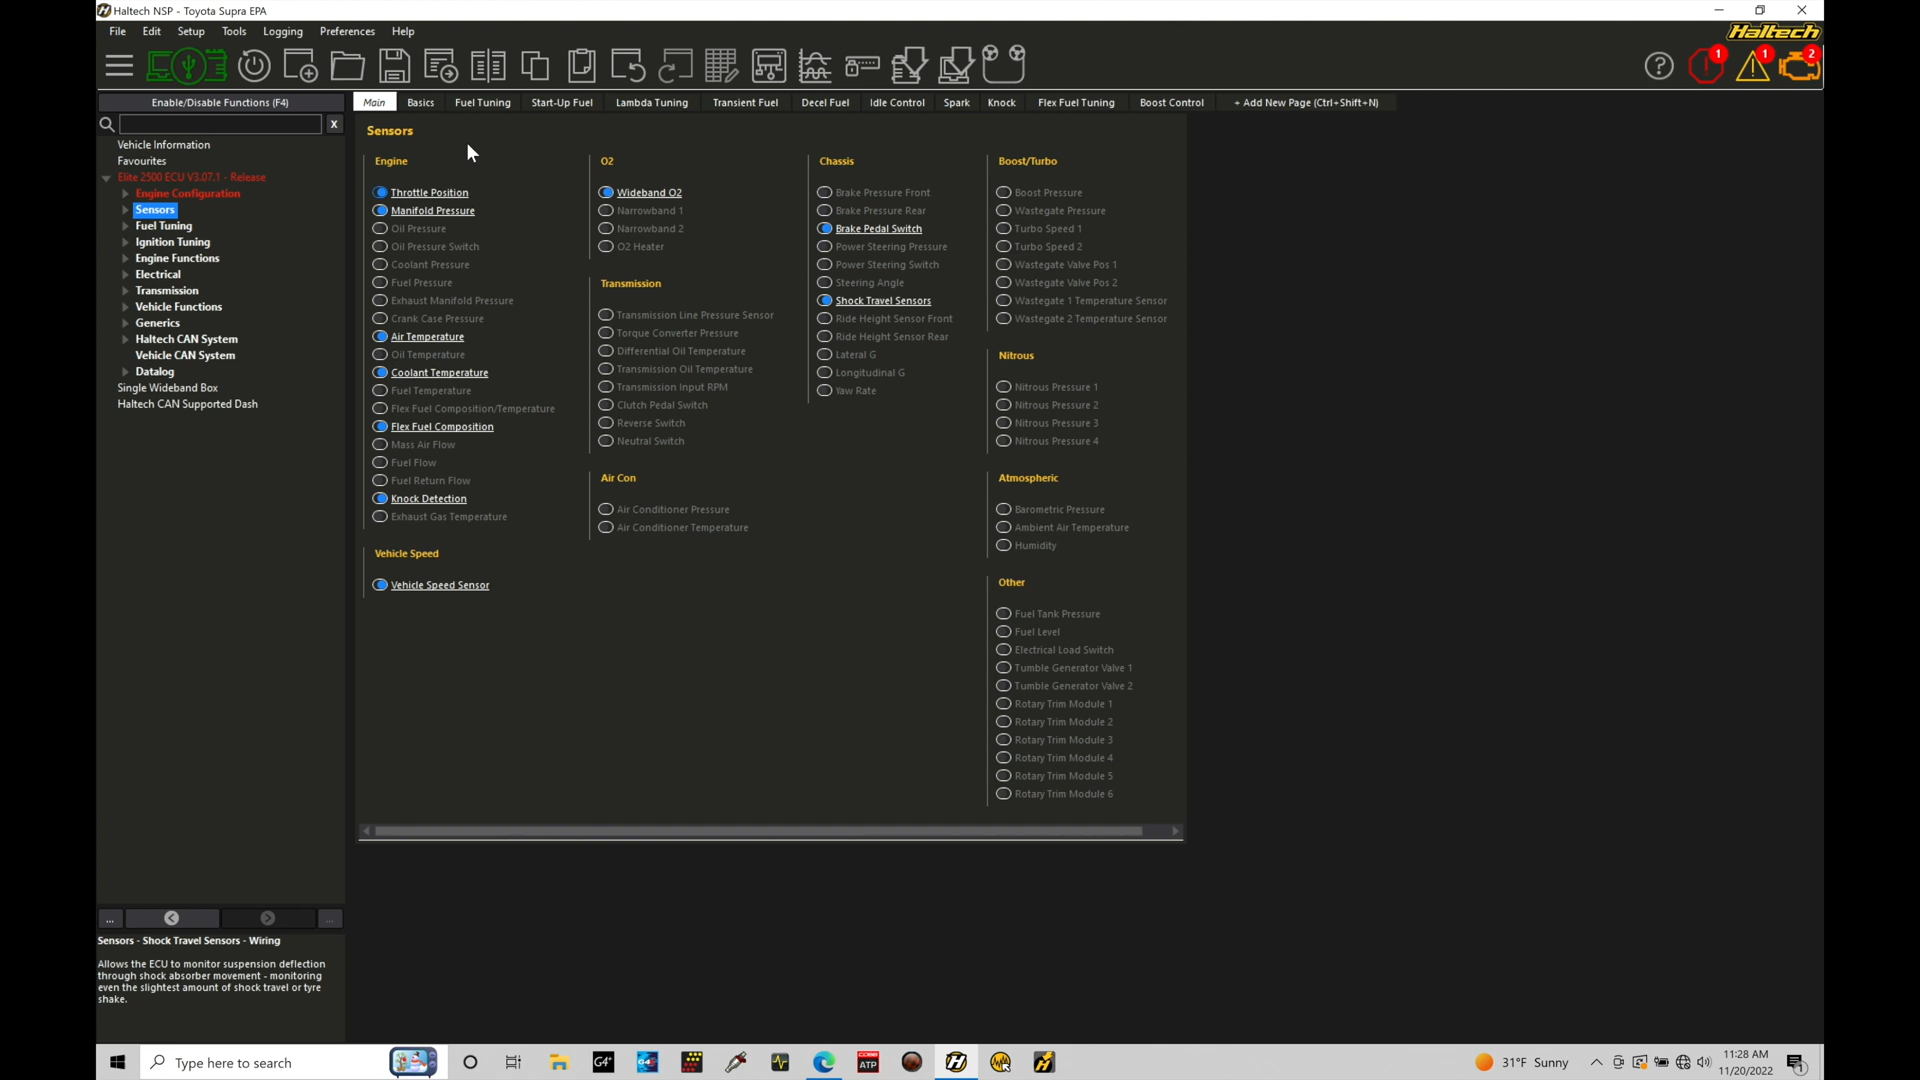 Haltech NSP - Toyota Supra EPA
File Edit Setup Tools Logging Preferences Help
Haltech
1 1 2
Enable/Disable Functions (F4)
Main Basics Fuel Tuning Start-Up Fuel Lambda Tuning Transient Fuel Decel Fuel Idle Control Spark Knock Flex Fuel Tuning Boost Control + Add New Page (Ctrl+Shift+N)
X
Vehicle Information
Favourites
Elite 2500 ECU V3.07.1 - Release
Engine Configuration
Sensors
Fuel Tuning
Ignition Tuning
Engine Functions
Electrical
Transmission
Vehicle Functions
Generics
Haltech CAN System
Vehicle CAN System
Datalog
Single Wideband Box
Haltech CAN Supported Dash
... ...
Sensors - Shock Travel Sensors - Wiring
Allows the ECU to monitor suspension deflection
through shock absorber movement - monitoring
even the slightest amount of shock travel or tyre
shake.
Sensors
Engine
Throttle Position
Manifold Pressure
Oil Pressure
Oil Pressure Switch
Coolant Pressure
Fuel Pressure
Exhaust Manifold Pressure
Crank Case Pressure
Air Temperature
Oil Temperature
Coolant Temperature
Fuel Temperature
Flex Fuel Composition/Temperature
Flex Fuel Composition
Mass Air Flow
Fuel Flow
Fuel Return Flow
Knock Detection
Exhaust Gas Temperature
Vehicle Speed
Vehicle Speed Sensor
O2
Wideband O2
Narrowband 1
Narrowband 2
O2 Heater
Transmission
Transmission Line Pressure Sensor
Torque Converter Pressure
Differential Oil Temperature
Transmission Oil Temperature
Transmission Input RPM
Clutch Pedal Switch
Reverse Switch
Neutral Switch
Air Con
Air Conditioner Pressure
Air Conditioner Temperature
Chassis
Brake Pressure Front
Brake Pressure Rear
Brake Pedal Switch
Power Steering Pressure
Power Steering Switch
Steering Angle
Shock Travel Sensors
Ride Height Sensor Front
Ride Height Sensor Rear
Lateral G
Longitudinal G
Yaw Rate
Boost/Turbo
Boost Pressure
Wastegate Pressure
Turbo Speed 1
Turbo Speed 2
Wastegate Valve Pos 1
Wastegate Valve Pos 2
Wastegate 1 Temperature Sensor
Wastegate 2 Temperature Sensor
Nitrous
Nitrous Pressure 1
Nitrous Pressure 2
Nitrous Pressure 3
Nitrous Pressure 4
Atmospheric
Barometric Pressure
Ambient Air Temperature
Humidity
Other
Fuel Tank Pressure
Fuel Level
Electrical Load Switch
Tumble Generator Valve 1
Tumble Generator Valve 2
Rotary Trim Module 1
Rotary Trim Module 2
Rotary Trim Module 3
Rotary Trim Module 4
Rotary Trim Module 5
Rotary Trim Module 6
Type here to search
G4+
ATP
31°F Sunny
11:28 AM
11/20/2022
1